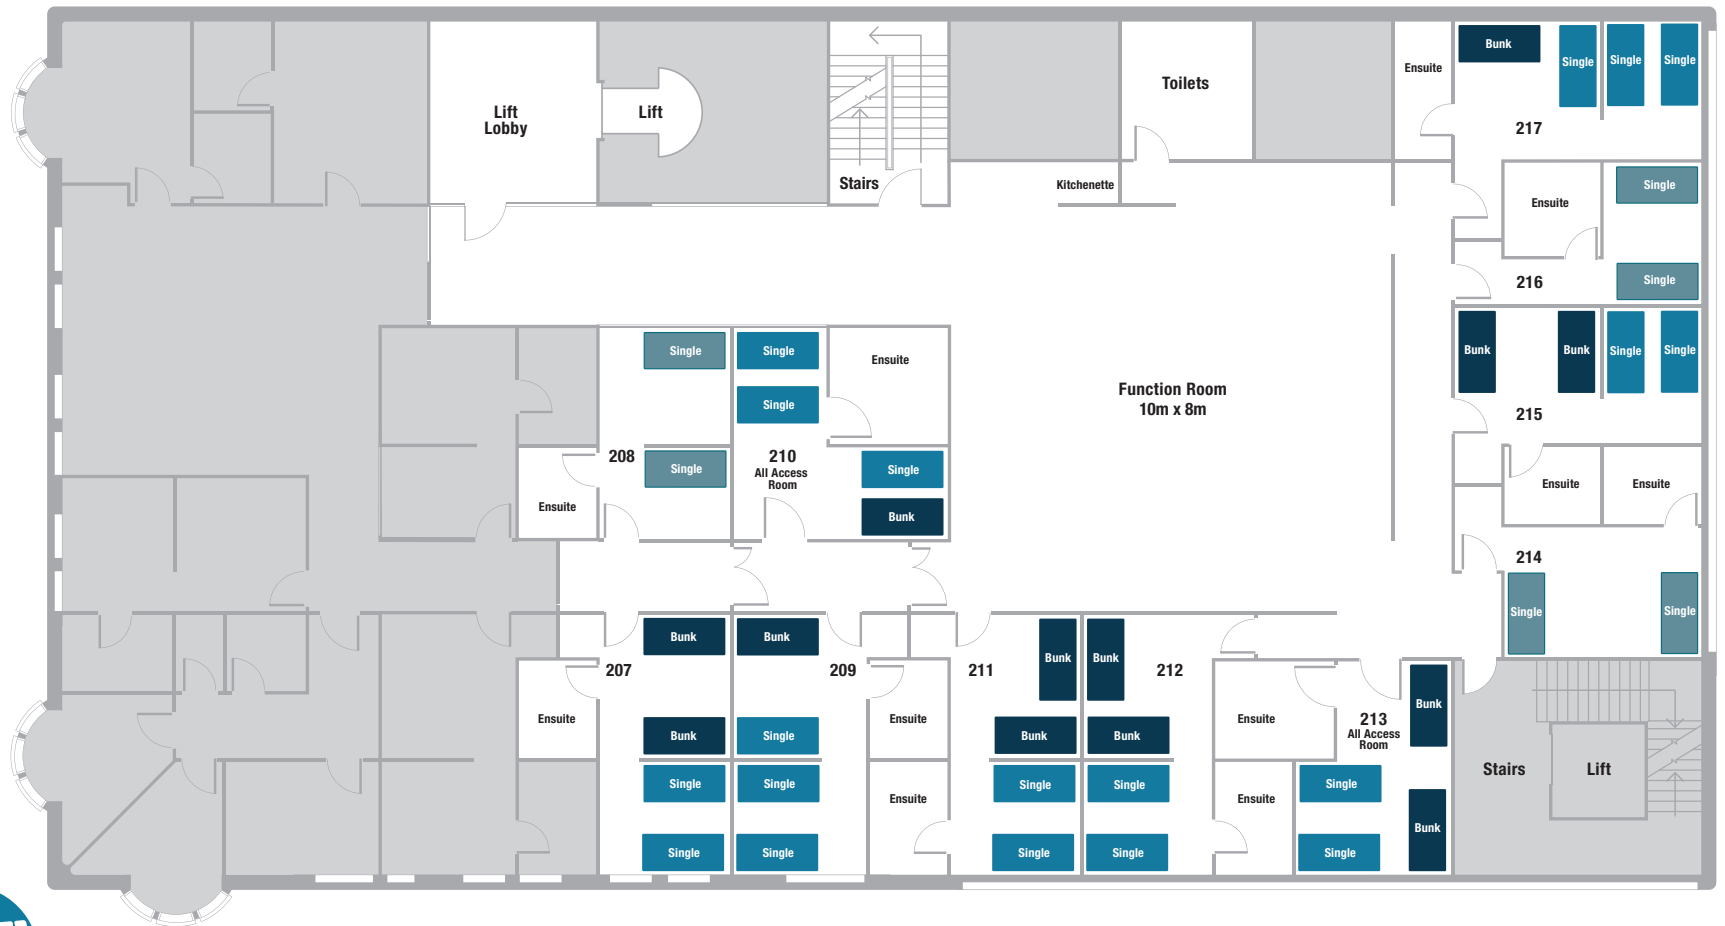 Bunk
Single
Single
Single
Ensuite
Toilets
Lift
Lobby
Lift
217
Stairs
Kitchenette
Single
Ensuite
216
Single
Single
Single
Ensuite
Bunk
Bunk
Single
Single
Function Room
10m x 8m
Single
215
208
Single
210
All Access
Room
Single
Ensuite
Bunk
Ensuite
Ensuite
214
Single
Single
Bunk
Bunk
207
209
211
Bunk
Bunk
212
Ensuite
Bunk
Single
Ensuite
Bunk
Bunk
Ensuite
213
All Access
Room
Bunk
Stairs
Lift
Single
Single
Ensuite
Single
Single
Ensuite
Single
Bunk
Single
Single
Single
Single
Single